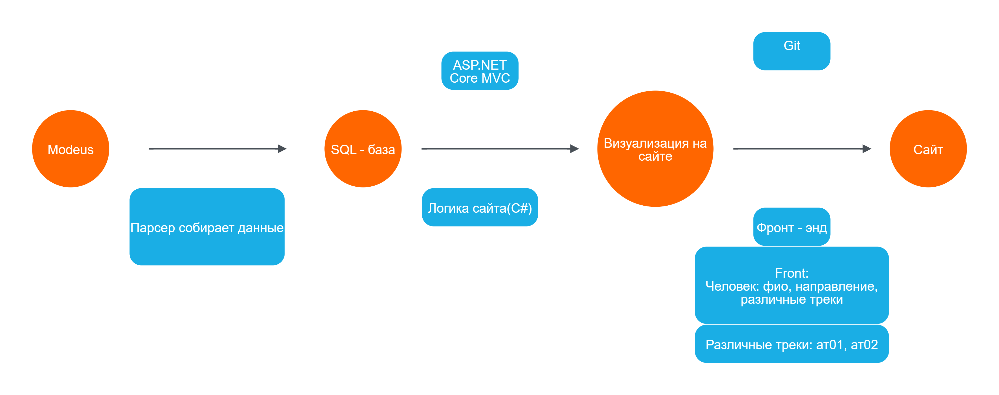 Git
ASP.NET
Core MVC
Modeus
SQL - база
Визуализация на
сайте
Сайт
Парсер собирает данные
Логика сайта(C#)
Фронт - энд
Front:
Человек: фио, направление,
различные треки
Различные треки: ат01, ат02